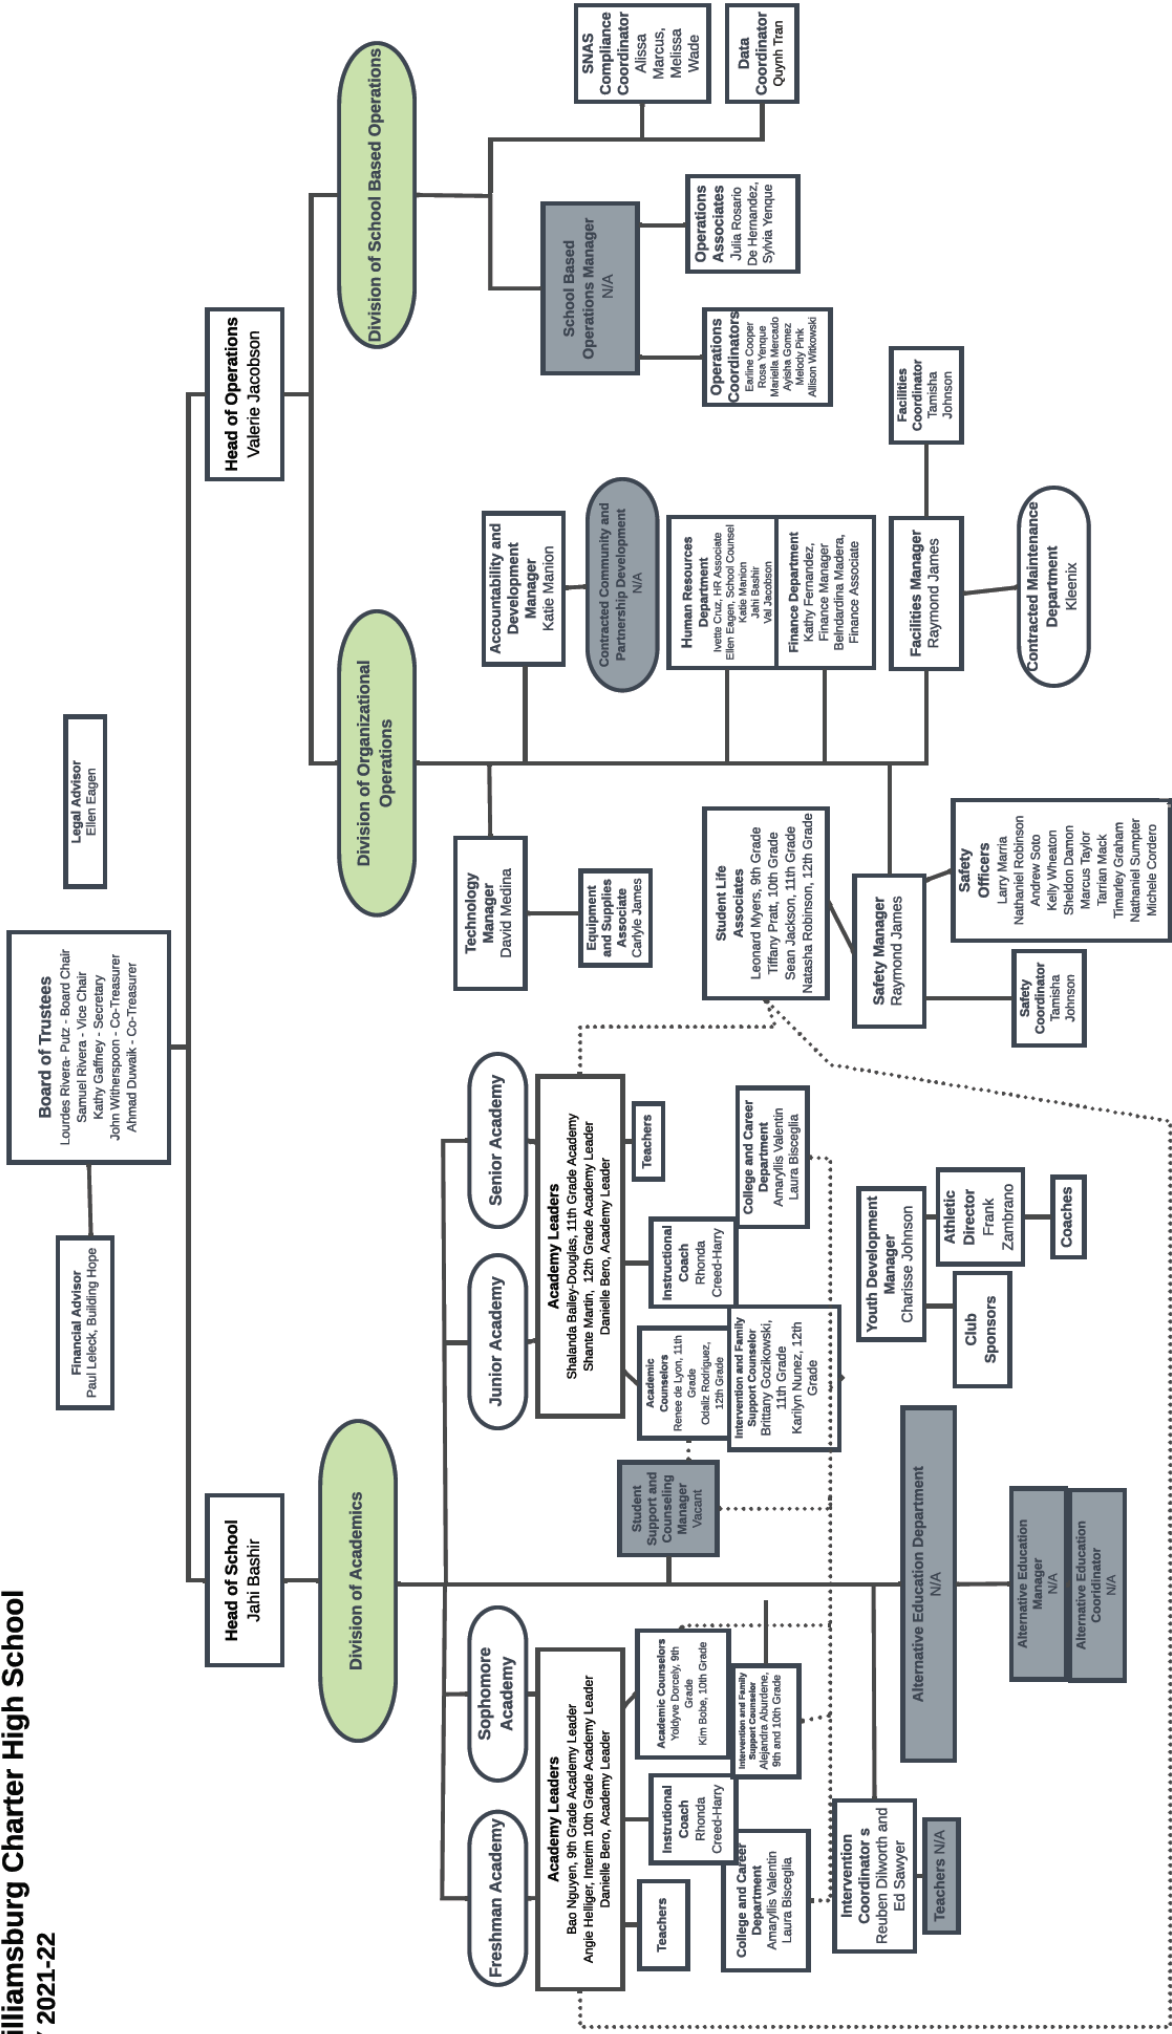 illiamsburg Charter High School
2021-22
Board of Trustees
Lourdes Rivera- Putz - Board Chair
Samuel Rivera - Vice Chair
Kathy Gaffney - Secretary
John Witherspoon - Co-Treasurer
Ahmad Duwaik - Co-Treasurer
Financial Advisor
Paul Leleck, Building Hope
Legal Advisor
Ellen Eagen
Head of School
Jahi Bashir
Head of Operations
Valerie Jacobson
Division of Academics
Division of Organizational
Operations
Division of School Based Operations
Freshman Academy
Sophomore
Academy
Junior Academy
Senior Academy
Academy Leaders
Bao Nguyen, 9th Grade Academy Leader
Angie Helliger, Interim 10th Grade Academy Leader
Danielle Bero, Academy Leader
Teachers
Instrutional
Coach
Rhonda
Creed-Harry
Academic Counselors
Yoldyve Dorcely, 9th
Grade
Kim Bobe, 10th Grade
College and Career
Department
Amaryllis Valentin
Laura Bisceglia
Intervention and Family
Support Counselor
Alejandra Aburdene,
9th and 10th Grade
Intervention
Coordinator s
Reuben Dilworth and
Ed Sawyer
Teachers N/A
Student
Support and
Counseling
Manager
Vacant
Alternative Education Department
N/A
Alternative Education
Manager
N/A
Alternative Education
Cooridinator
N/A
Academy Leaders
Shalanda Bailey-Douglas, 11th Grade Academy
Shante Martin, 12th Grade Academy Leader
Danielle Bero, Academy Leader
Academic
Counselors
Renee de Lyon, 11th
Grade
Odaliz Rodriguez,
12th Grade
Instructional
Coach
Rhonda
Creed-Harry
Teachers
Intervention and Family
Support Counselor
Brittany Gozikowski,
11th Grade
Karilyn Nunez, 12th
Grade
College and Career
Department
Amaryllis Valentin
Laura Bisceglia
Youth Development
Manager
Charisse Johnson
Club
Sponsors
Athletic
Director
Frank
Zambrano
Coaches
Technology
Manager
David Medina
Equipment
and Supplies
Associate
Carlyle James
Student Life
Associates
Leonard Myers, 9th Grade
Tiffany Pratt, 10th Grade
Sean Jackson, 11th Grade
Natasha Robinson, 12th Grade
Safety Manager
Raymond James
Safety
Coordinator
Tamisha
Johnson
Safety
Officers
Larry Marria
Nathaniel Robinson
Andrew Soto
Kelly Wheaton
Sheldon Damon
Marcus Taylor
Tarrian Mack
Timarley Graham
Nathaniel Sumpter
Michele Cordero
Accountability and
Development
Manager
Katie Manion
Contracted Community and
Partnership Development
N/A
Human Resources
Department
Ivette Cruz, HR Associate
Ellen Eagen, School Counsel
Katie Manion
Jahi Bashir
Val Jacobson
Finance Department
Kathy Fernandez,
Finance Manager
Belndardina Madera,
Finance Associate
Facilities Manager
Raymond James
Facilities
Coordinator
Tamisha
Johnson
Contracted Maintenance
Department
Kleenix
School Based
Operations Manager
N/A
Operations
Coordinators
Earline Cooper
Rosa Yenque
Mariella Mercado
Ayisha Gomez
Melody Pink
Allison Witkowski
Operations
Associates
Julia Rosario
De Hernandez,
Sylvia Yenque
SNAS
Compliance
Coordinator
Alissa
Marcus,
Melissa
Wade
Data
Coordinator
Quynh Tran